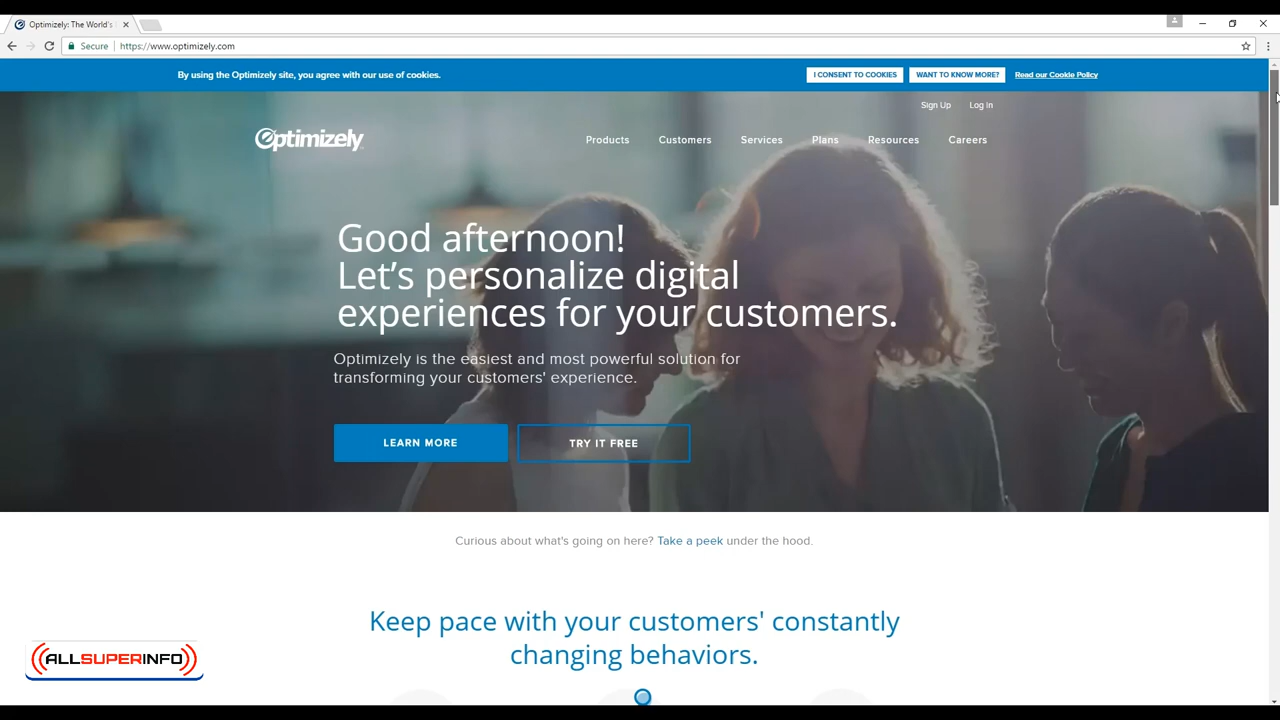 Optimizely: The World's
Secure https://www.optimizely.com
By using the Optimizely site, you agree with our use of cookies.
I CONSENT TO COOKIES
WANT TO KNOW MORE?
Read our Cookie Policy
Sign Up
Log In
Optimizely
Products
Customers
Services
Plans
Resources
Careers
Good afternoon!
Let's personalize digital
experiences for your customers.
Optimizely is the easiest and most powerful solution for
transforming your customers' experience.
LEARN MORE
TRY IT FREE
Curious about what's going on here? Take a peek under the hood.
Keep pace with your customers' constantly
changing behaviors.
ALLSUPERINFO